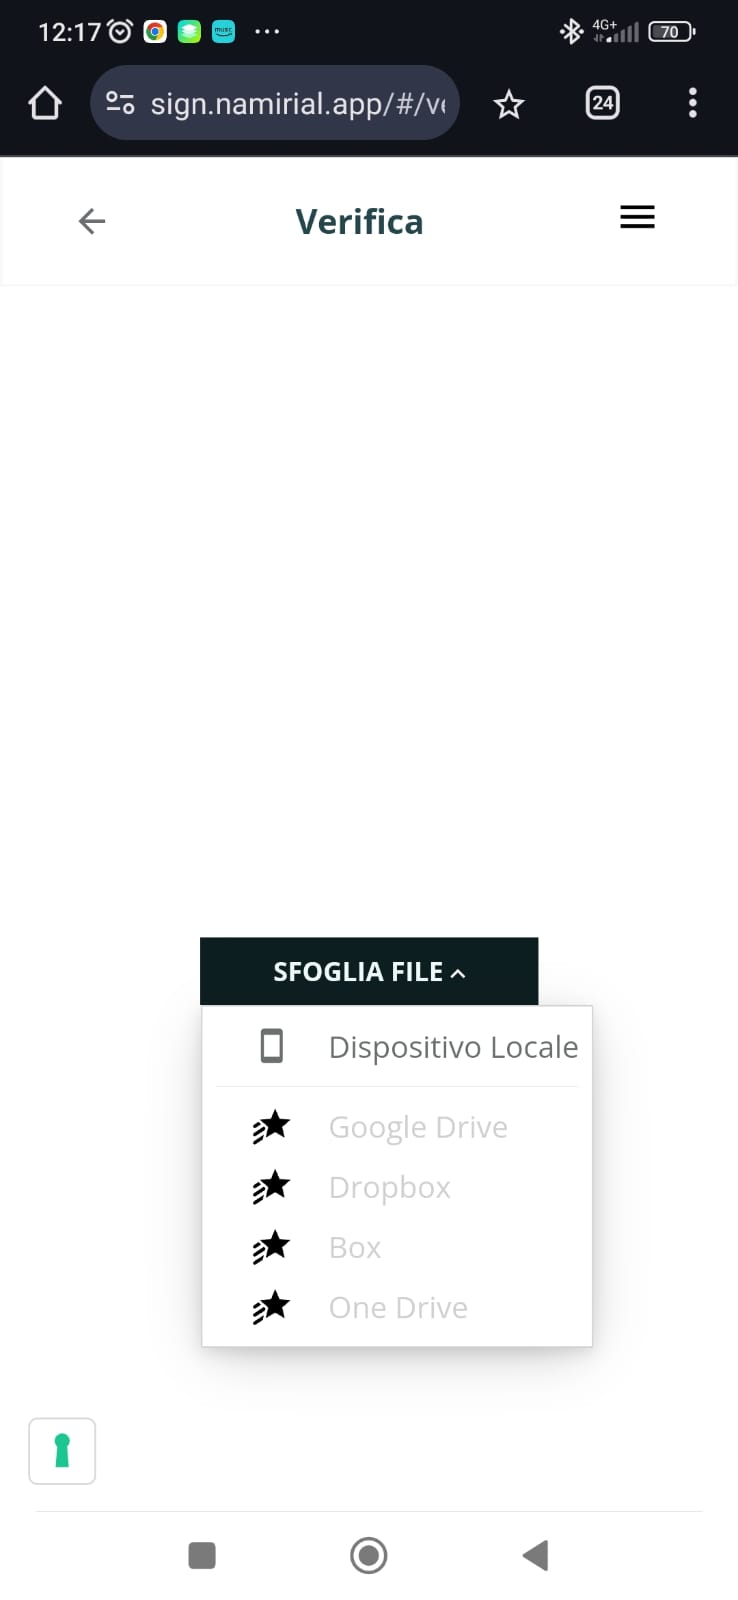 12:17
4G+
70
sign.namirial.app/#/ve
24
Verifica
SFOGLIA FILE
Dispositivo Locale
Google Drive
Dropbox
Box
One Drive